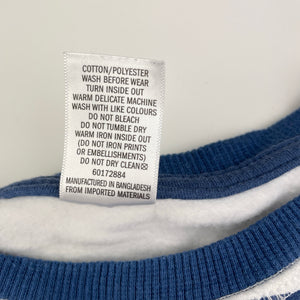 COTTON/POLYESTER
WASH BEFORE WEAR
TURN INSIDE OUT
WARM DELICATE MACHINE
WASH WITH LIKE COLOURS
DO NOT BLEACH
DO NOT TUMBLE DRY
WARM IRON INSIDE OUT
(DO NOT IRON PRINTS
OR EMBELLISHMENTS)
DO NOT DRY CLEAN
60172884
MANUFACTURED IN BANGLADESH
FROM IMPORTED MATERIALS